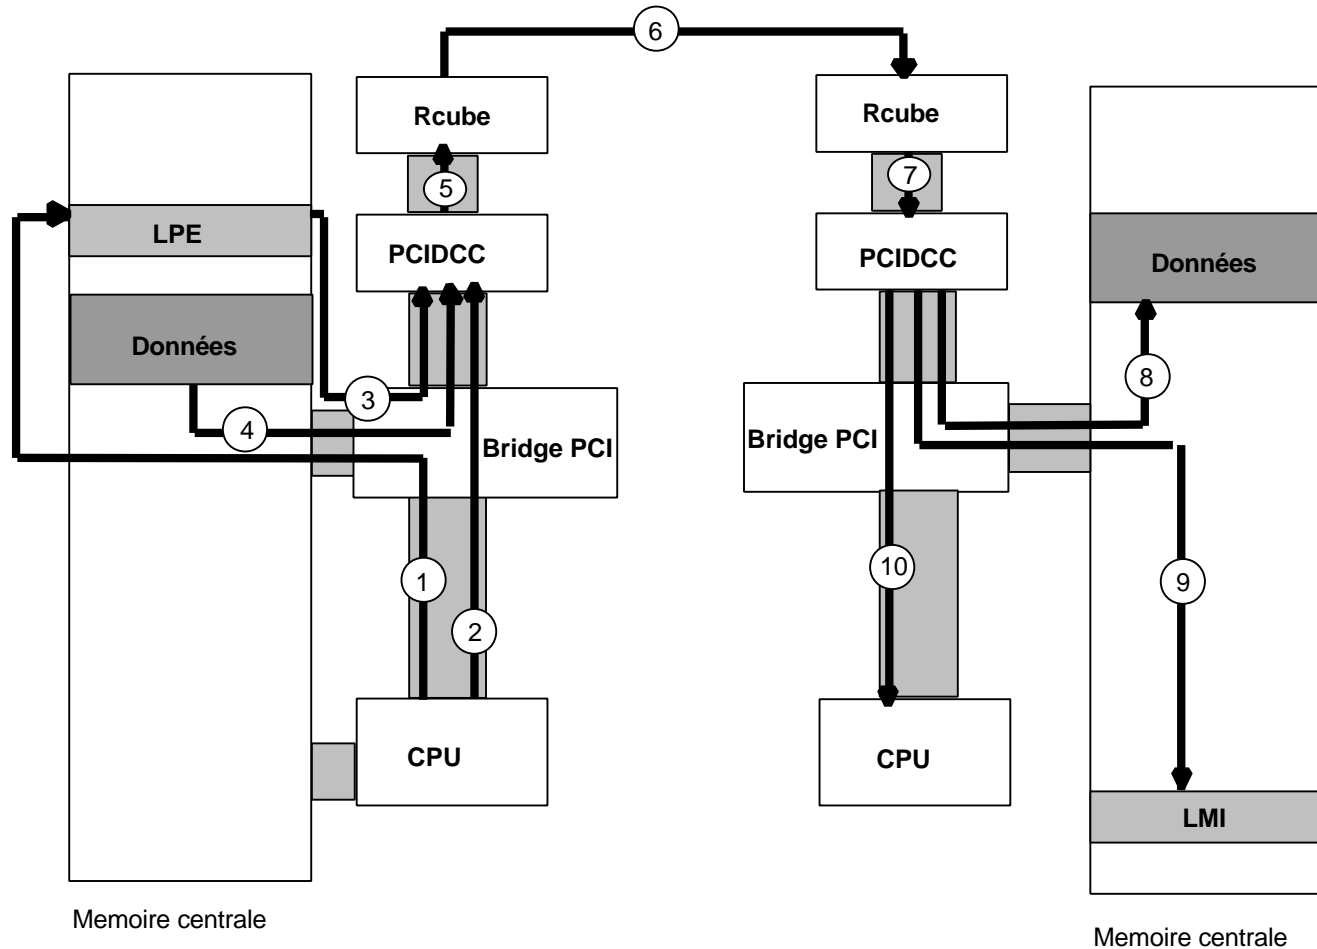 6
Rcube
Rcube
5
7
LPE
PCIDCC
PCIDCC
Données
Données
3
8
4
Bridge PCI
Bridge PCI
1
10
9
2
CPU
CPU
LMI
Memoire centrale
Memoire centrale